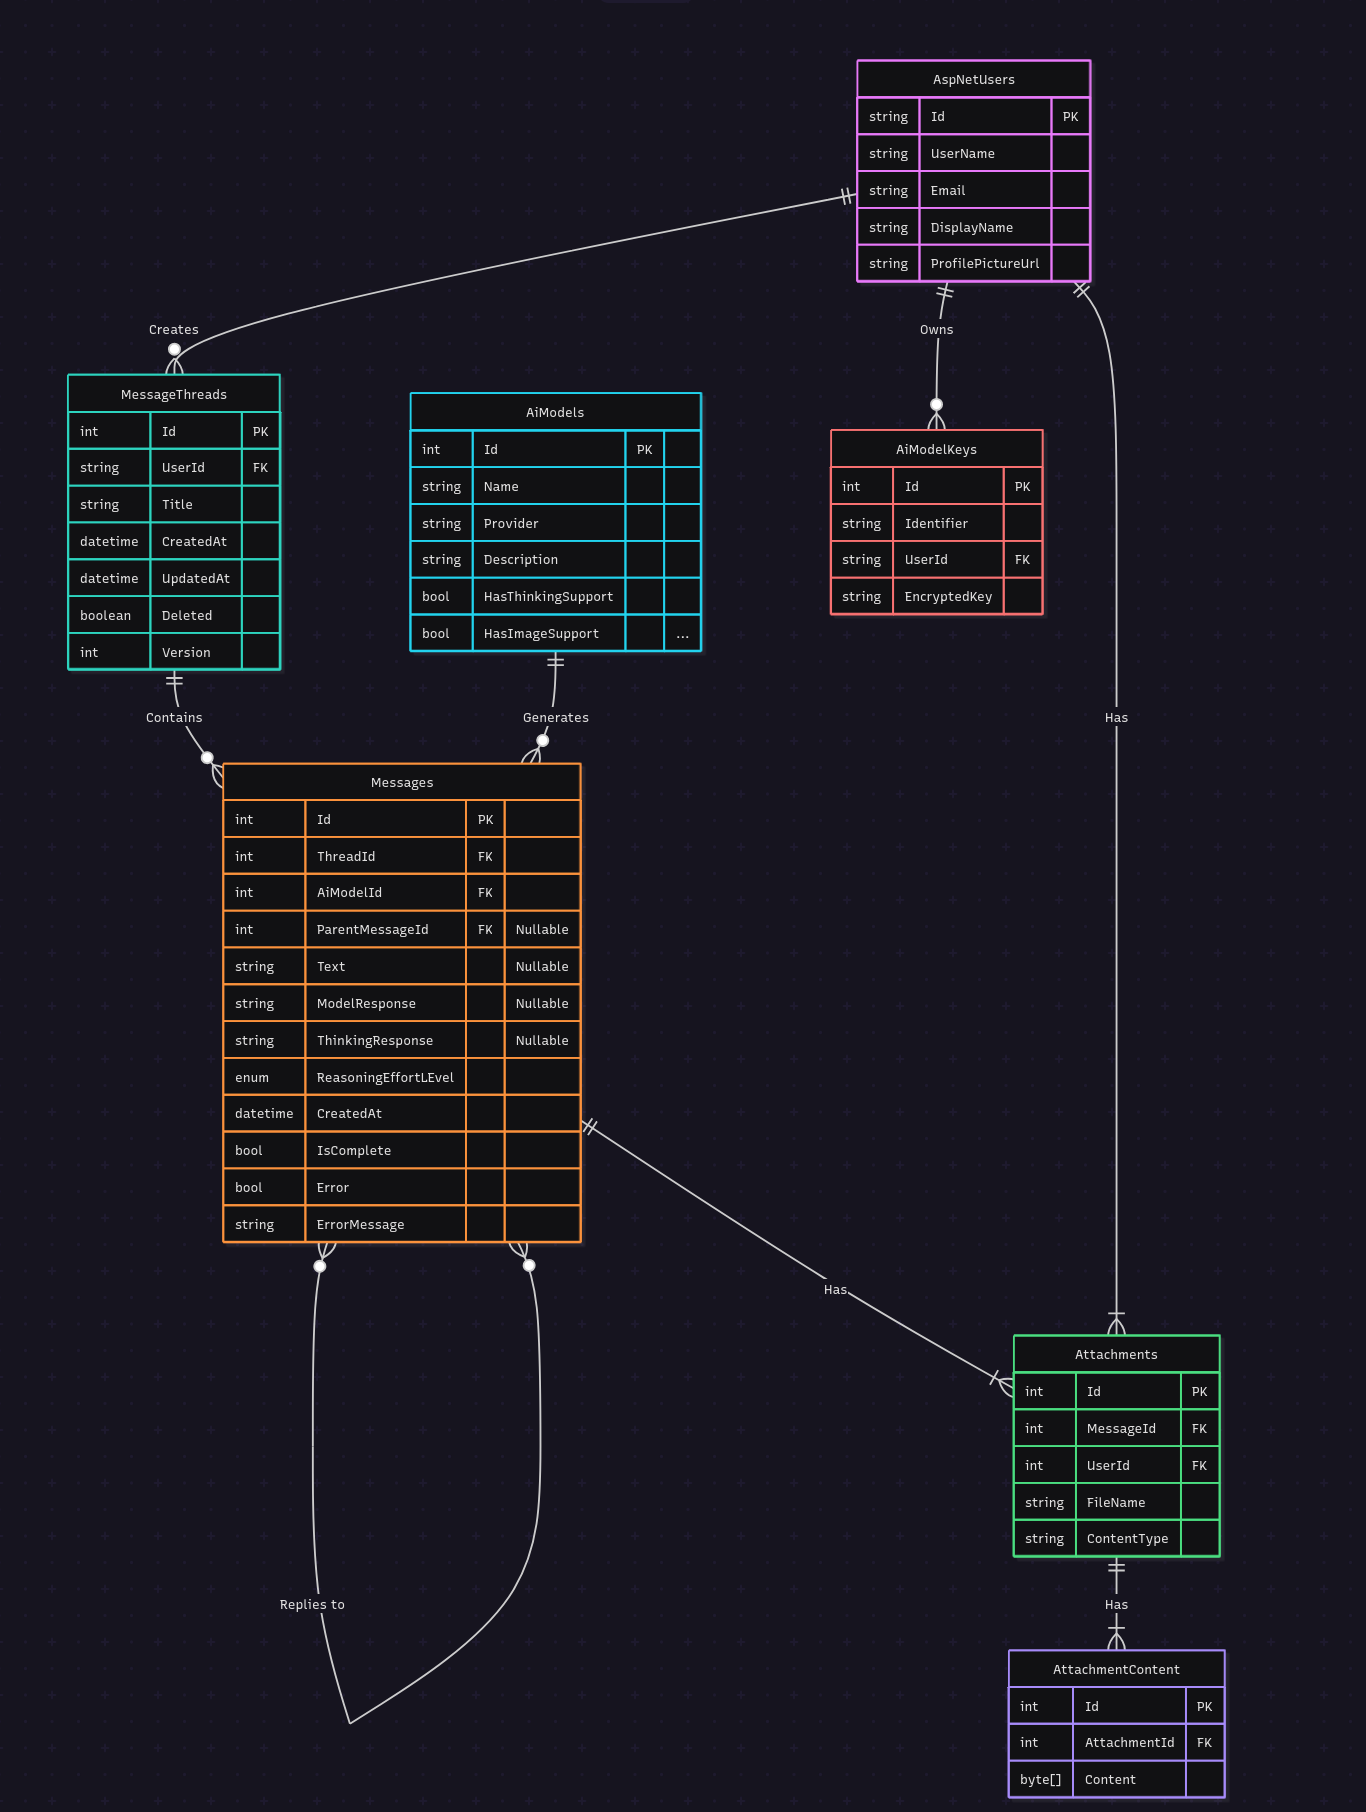 AspNetUsers
string Id PK
string UserName
string Email
string DisplayName
string ProfilePictureUrl
Creates
Owns
MessageThreads
int Id PK
string UserId FK
string Title
datetime CreatedAt
datetime UpdatedAt
boolean Deleted
int Version
AiModels
int Id PK
string Name
string Provider
string Description
bool HasThinkingSupport
bool HasImageSupport ...
AiModelKeys
int Id PK
string Identifier
string UserId FK
string EncryptedKey
Contains
Generates
Has
Messages
int Id PK
int ThreadId FK
int AiModelId FK
int ParentMessageId FK Nullable
string Text Nullable
string ModelResponse Nullable
string ThinkingResponse Nullable
enum ReasoningEffortLEvel
datetime CreatedAt
bool IsComplete
bool Error
string ErrorMessage
Has
Attachments
int Id PK
int MessageId FK
int UserId FK
string FileName
string ContentType
Replies to
Has
AttachmentContent
int Id PK
int AttachmentId FK
byte[] Content